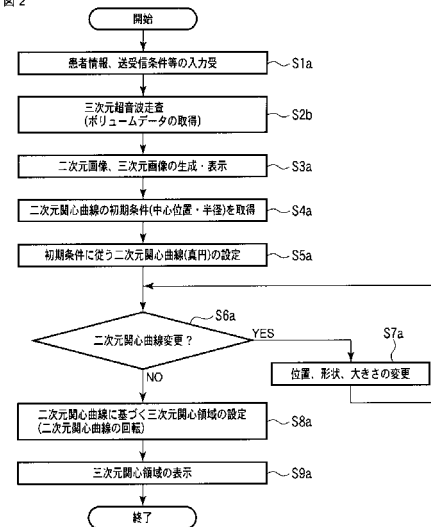 図2
開始
患者情報、送受信条件等の入力受
S1a
三次元超音波走査
(ボリュームデータの取得)
S2b
二次元画像、三次元画像の生成・表示
S3a
二次元関心曲線の初期条件(中心位置・半径)を取得
S4a
初期条件に従う二次元関心曲線(真円)の設定
S5a
S6a
二次元関心曲線変更？
YES
S7a
位置、形状、大きさの変更
NO
二次元関心曲線に基づく三次元関心領域の設定
(二次元関心曲線の回転)
S8a
三次元関心領域の表示
S9a
終了